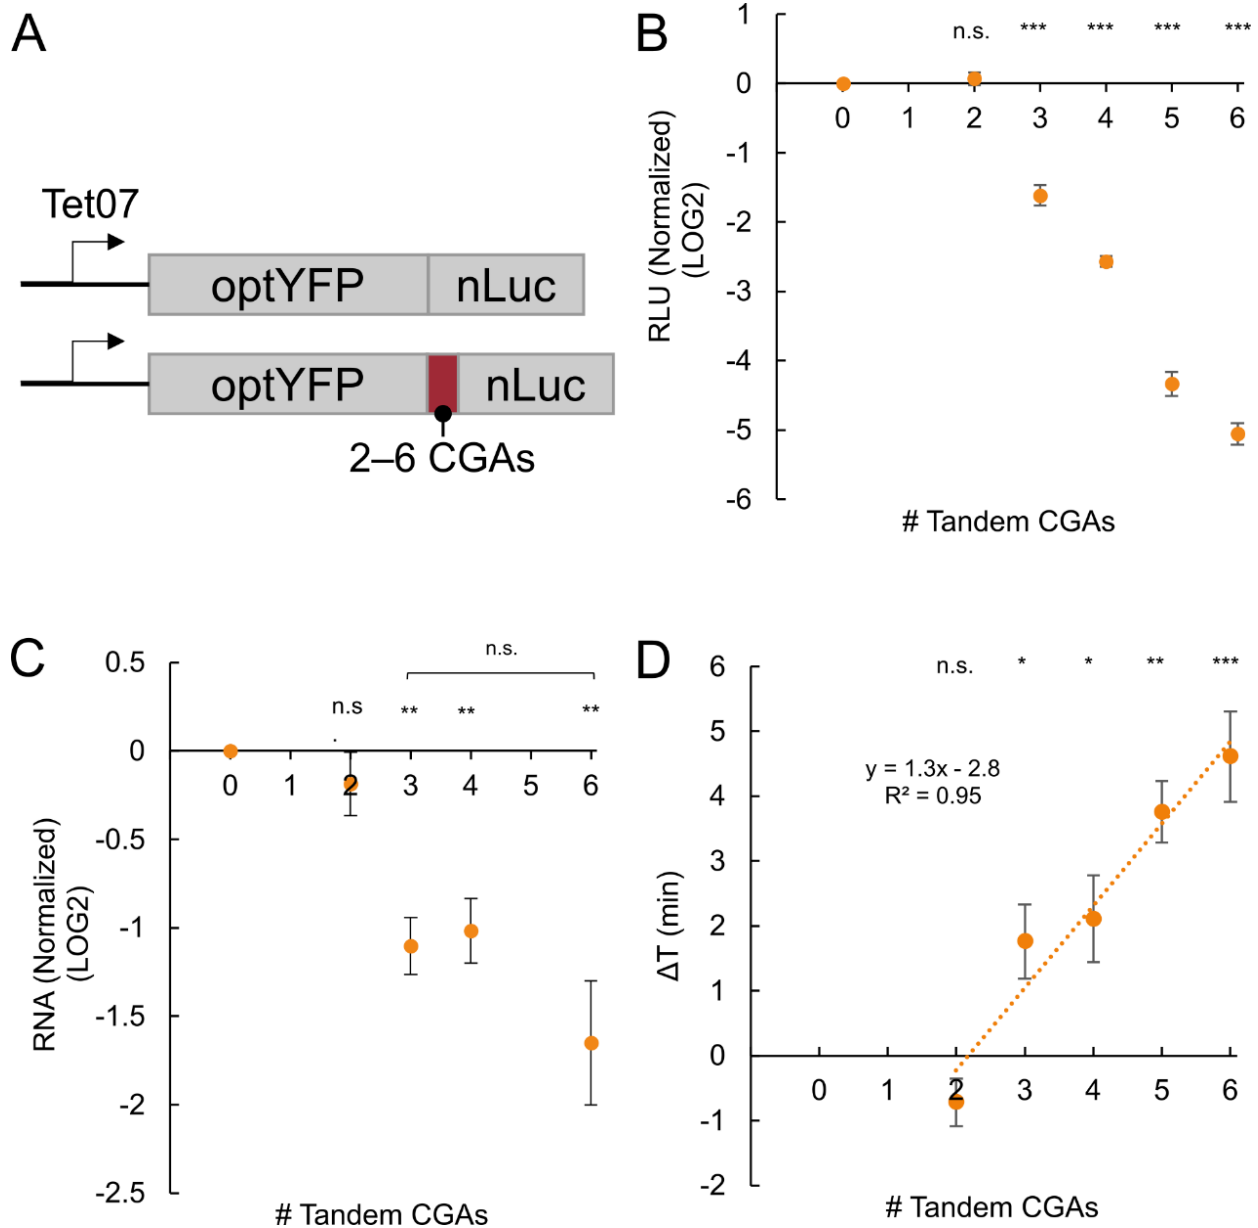 A
Tet07
optYFP nLuc
optYFP nLuc
2–6 CGAs
B
1
0
-1
-2
-3
-4
-5
-6
RLU (Normalized)
(LOG2)
n.s. *** *** *** ***
0 1 2 3 4 5 6
# Tandem CGAs
C
0.5
0
-0.5
-1
-1.5
-2
-2.5
RNA (Normalized)
(LOG2)
n.s.
n.s
.
** ** **
0 1 2 3 4 5 6
# Tandem CGAs
D
6
5
4
3
2
1
0
-1
-2
ΔT (min)
n.s. * * ** ***
y = 1.3x - 2.8
R² = 0.95
0 1 2 3 4 5 6
# Tandem CGAs